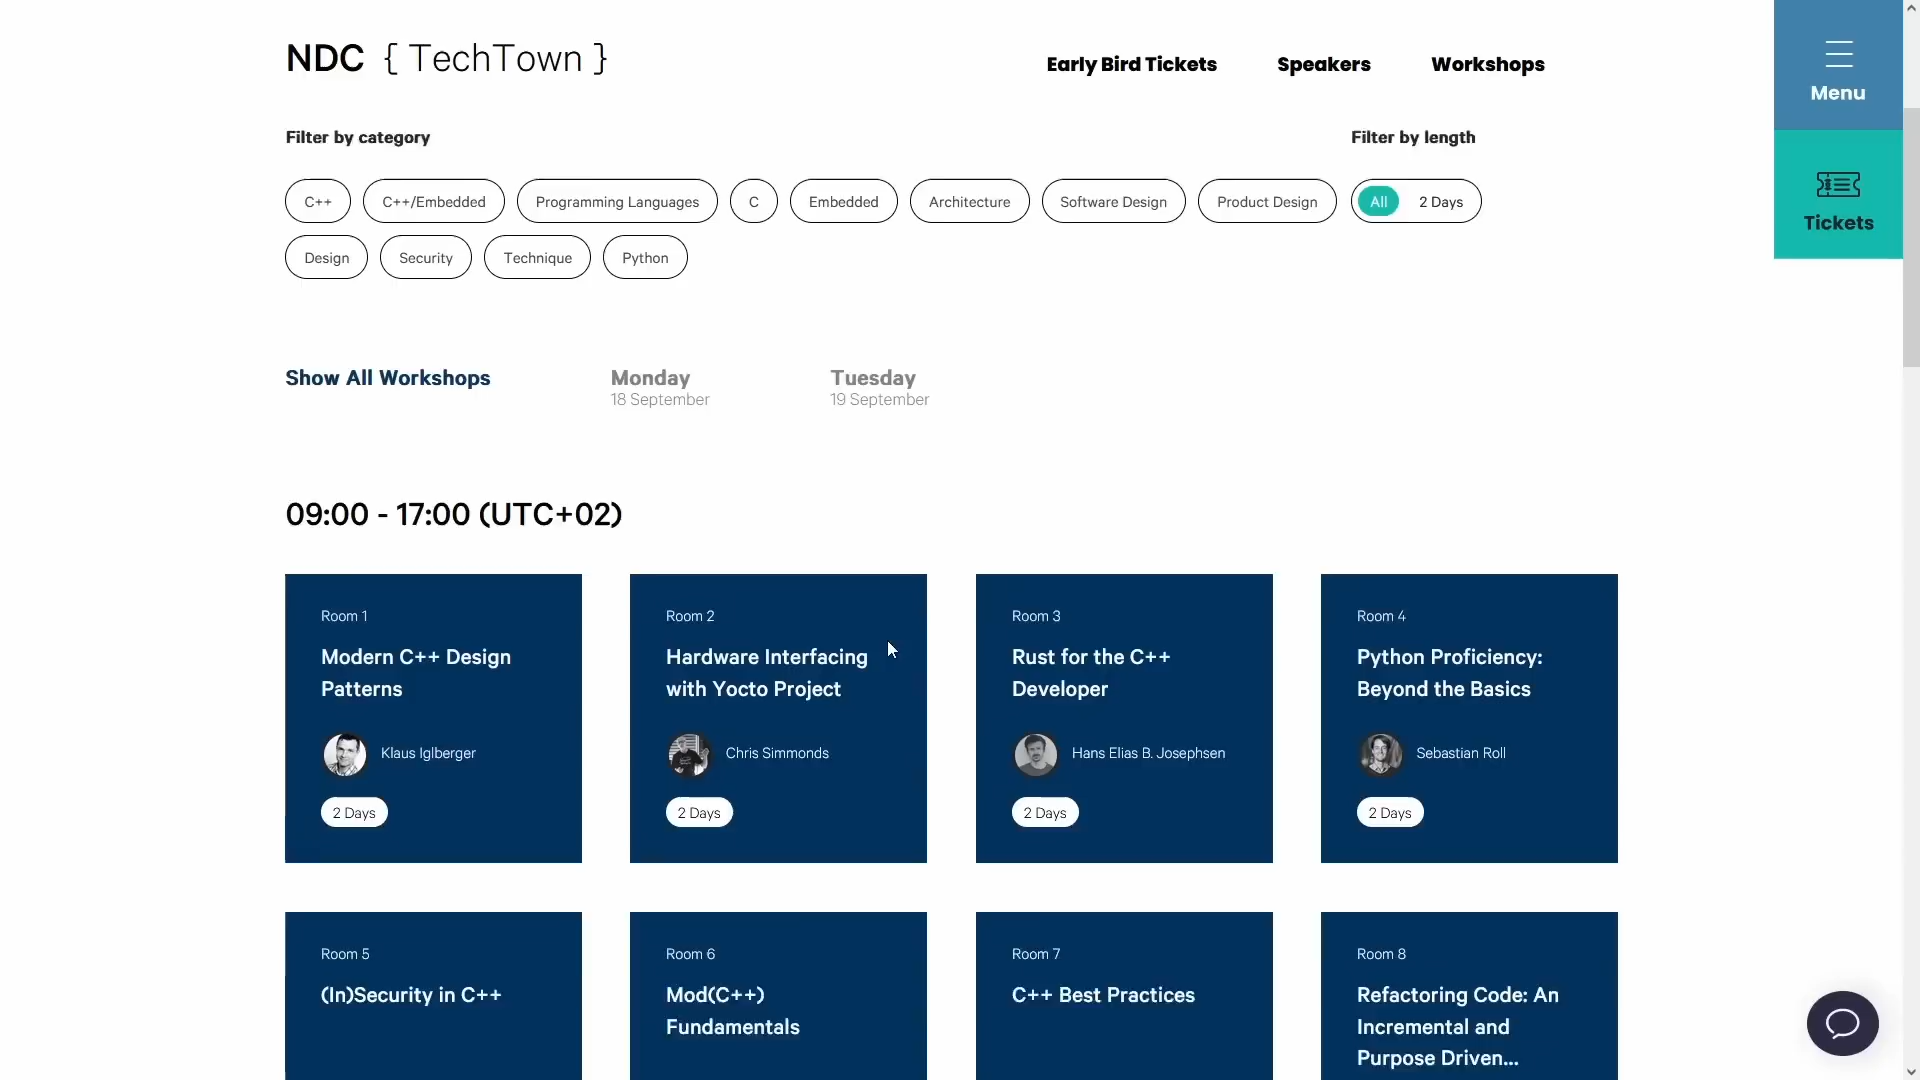 NDC { TechTown }
Early Bird Tickets
Speakers
Workshops
Menu
Tickets
Filter by category
Filter by length
C++
C++/Embedded
Programming Languages
C
Embedded
Architecture
Software Design
Product Design
All
2 Days
Design
Security
Technique
Python
Show All Workshops
Monday
18 September
Tuesday
19 September
09:00 - 17:00 (UTC+02)
Room 1
Modern C++ Design
Patterns
Klaus Iglberger
2 Days
Room 2
Hardware Interfacing
with Yocto Project
Chris Simmonds
2 Days
Room 3
Rust for the C++
Developer
Hans Elias B. Josephsen
2 Days
Room 4
Python Proficiency:
Beyond the Basics
Sebastian Roll
2 Days
Room 5
(In)Security in C++
Room 6
Mod(C++)
Fundamentals
Room 7
C++ Best Practices
Room 8
Refactoring Code: An
Incremental and
Purpose Driven...